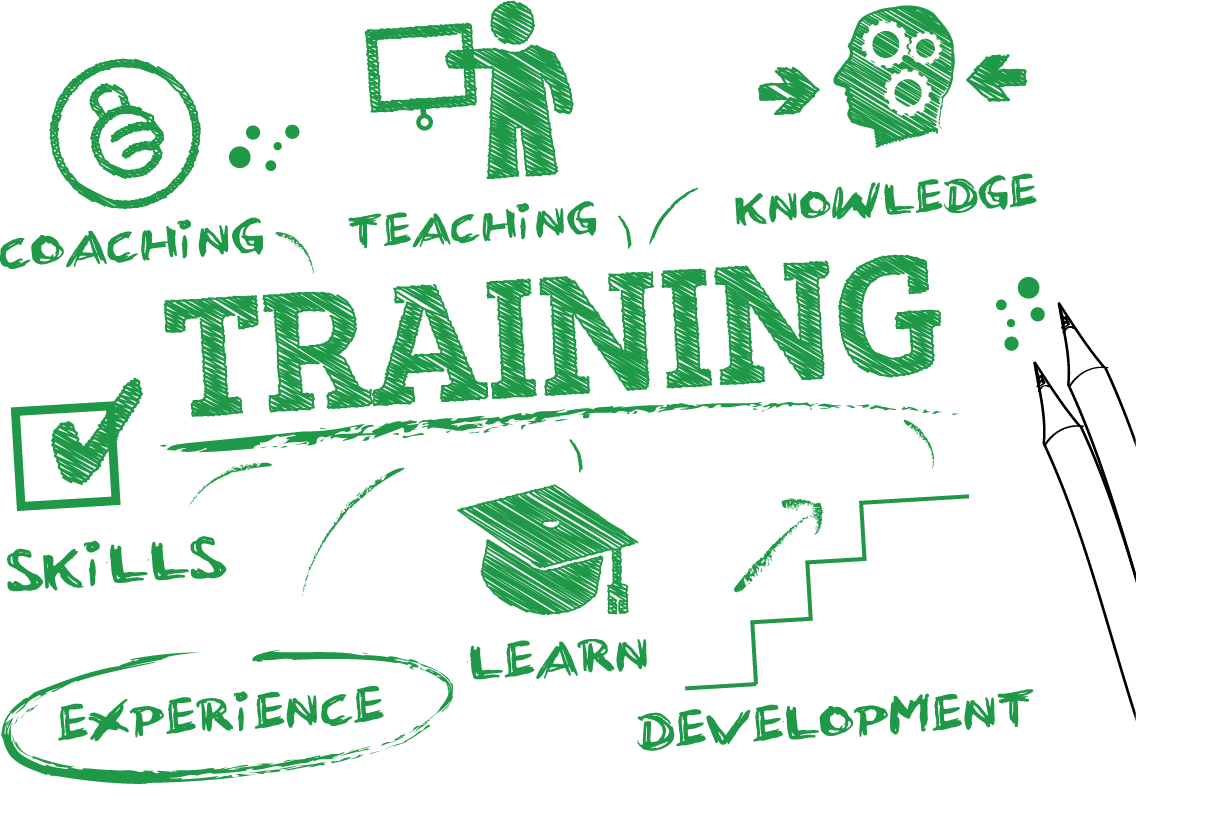 COACHiNG
TEACHiNG
KNOWLEDGE
TRAINING
SKiLLS
LEARN
EXPERiENCE
DEVELOPMENT